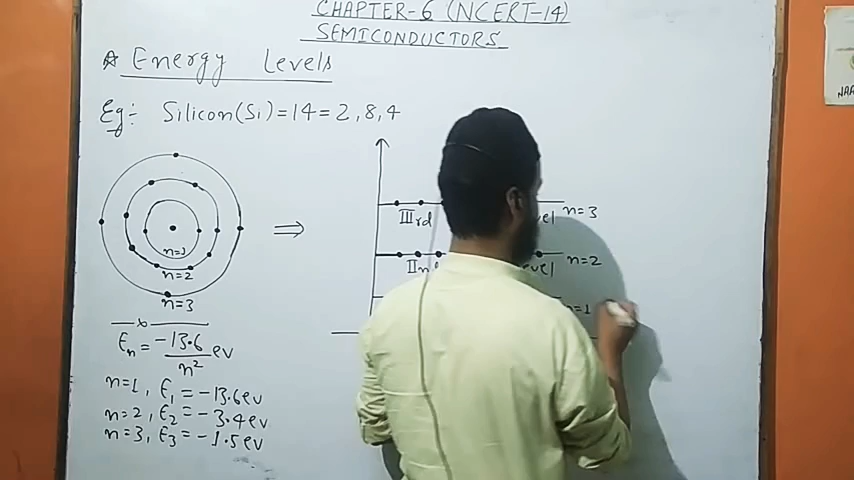 CHAPTER-6 (NCERT-14)
SEMICONDUCTORS
Energy Levels
Eg:- Silicon(Si)=14=2,8,4
n=1
n=2
n=3
⇒
IIIrd
vel n=3
IInd
evel n=2
n=1
En = -13.6/n² eV
n=1, E1 = -13.6eV
n=2, E2 = -3.4eV
n=3, E3 = -1.5eV